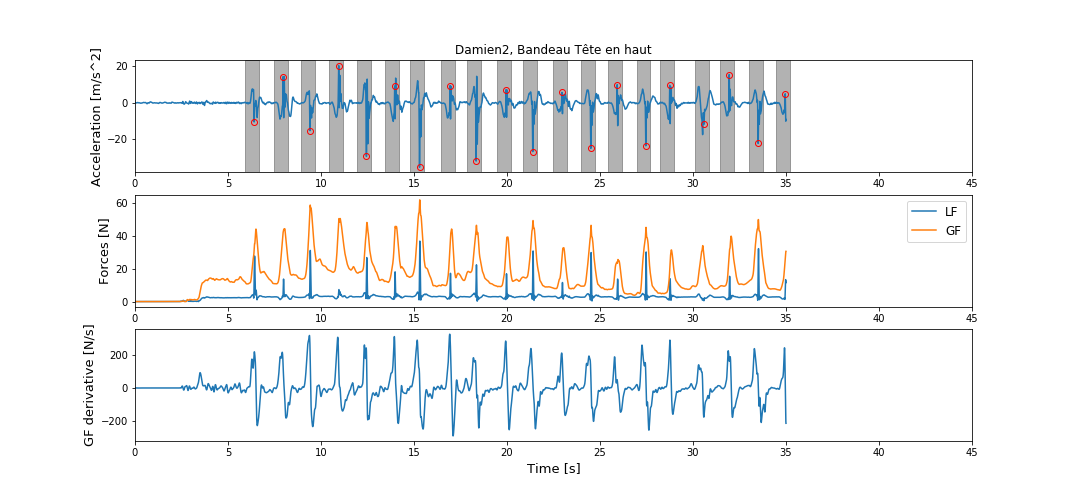 Damien2, Bandeau Tête en haut
Acceleration [m/s^2]
20
0
−20
0 5 10 15 20 25 30 35 40 45
Forces [N]
60
40
20
0
LF
GF
0 5 10 15 20 25 30 35 40 45
GF derivative [N/s]
200
0
−200
0 5 10 15 20 25 30 35 40 45
Time [s]